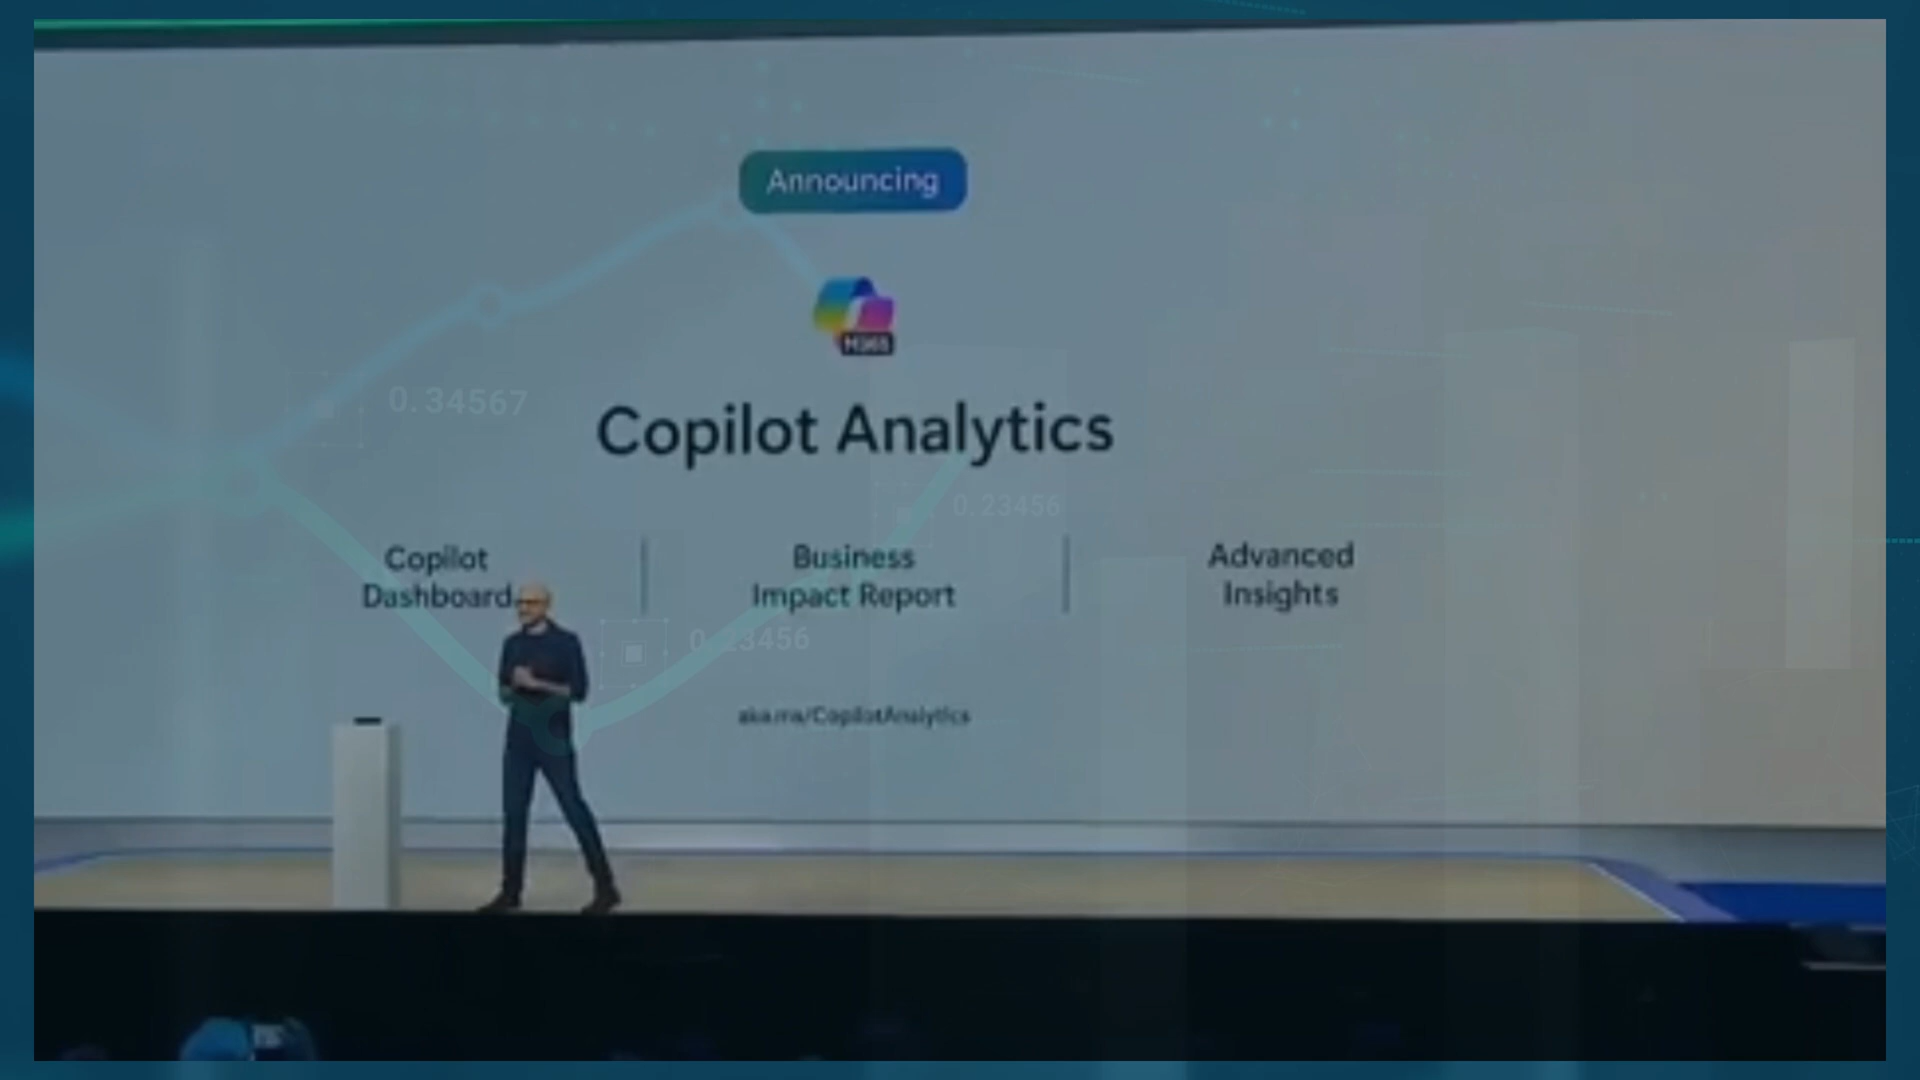 Announcing
M365
Copilot Analytics
Copilot
Dashboard
Business
Impact Report
Advanced
Insights
aka.ms/CopilotAnalytics
0.34567
0.23456
0.23456